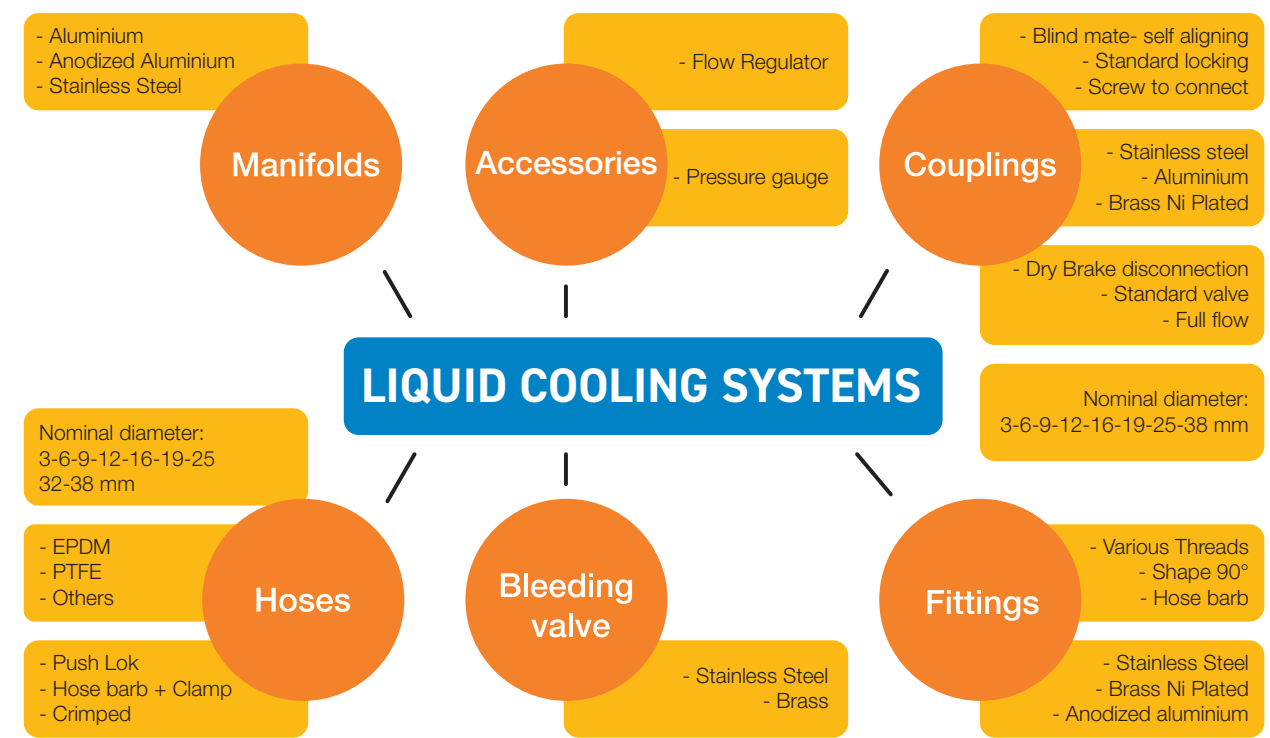 - Aluminium
- Anodized Aluminium
- Stainless Steel
Manifolds
- Flow Regulator
Accessories
- Pressure gauge
- Blind mate- self aligning
- Standard locking
- Screw to connect
Couplings
- Stainless steel
- Aluminium
- Brass Ni Plated
- Dry Brake disconnection
- Standard valve
- Full flow
Nominal diameter:
3-6-9-12-16-19-25-38 mm
LIQUID COOLING SYSTEMS
Nominal diameter:
3-6-9-12-16-19-25
32-38 mm
Hoses
- EPDM
- PTFE
- Others
- Push Lok
- Hose barb + Clamp
- Crimped
Bleeding
valve
- Stainless Steel
- Brass
Fittings
- Various Threads
- Shape 90°
- Hose barb
- Stainless Steel
- Brass Ni Plated
- Anodized aluminium